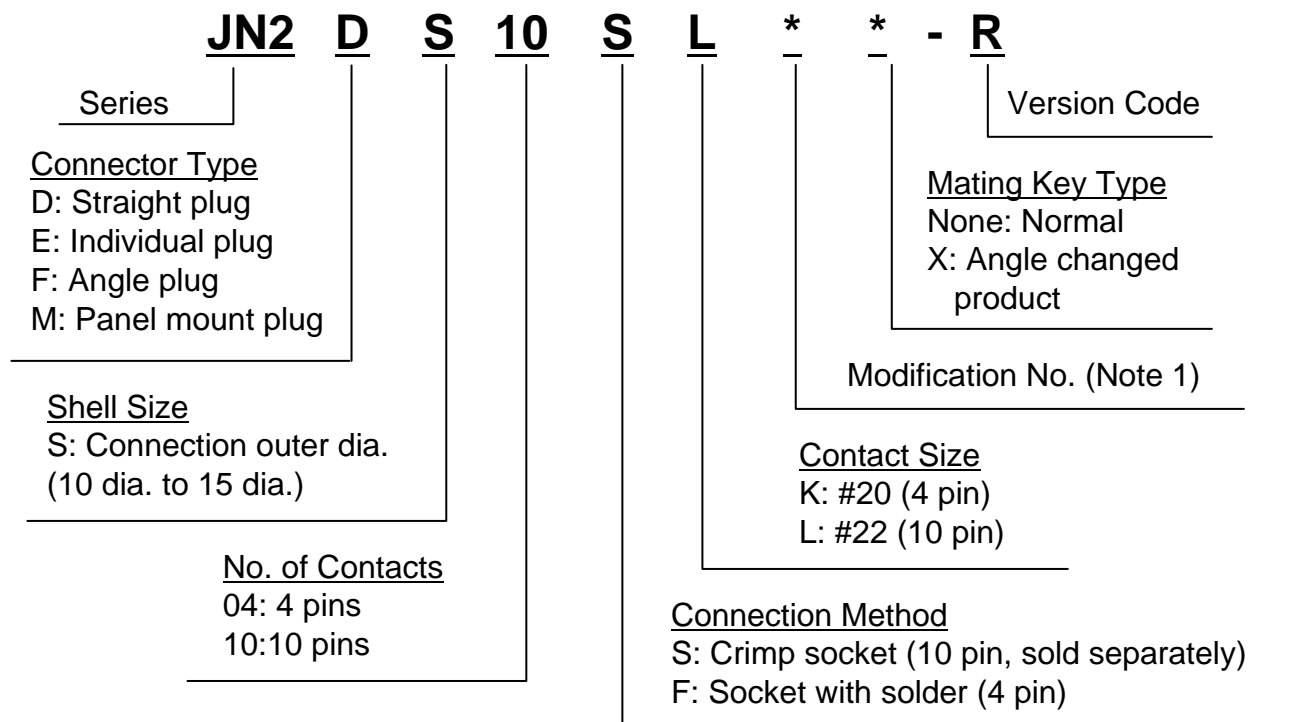 JN2 D S 10 S L * * - R
Series
Version Code
Connector Type
D: Straight plug
E: Individual plug
F: Angle plug
M: Panel mount plug
Mating Key Type
None: Normal
X: Angle changed
product
Modification No. (Note 1)
Shell Size
S: Connection outer dia.
(10 dia. to 15 dia.)
Contact Size
K: #20 (4 pin)
L: #22 (10 pin)
No. of Contacts
04: 4 pins
10:10 pins
Connection Method
S: Crimp socket (10 pin, sold separately)
F: Socket with solder (4 pin)